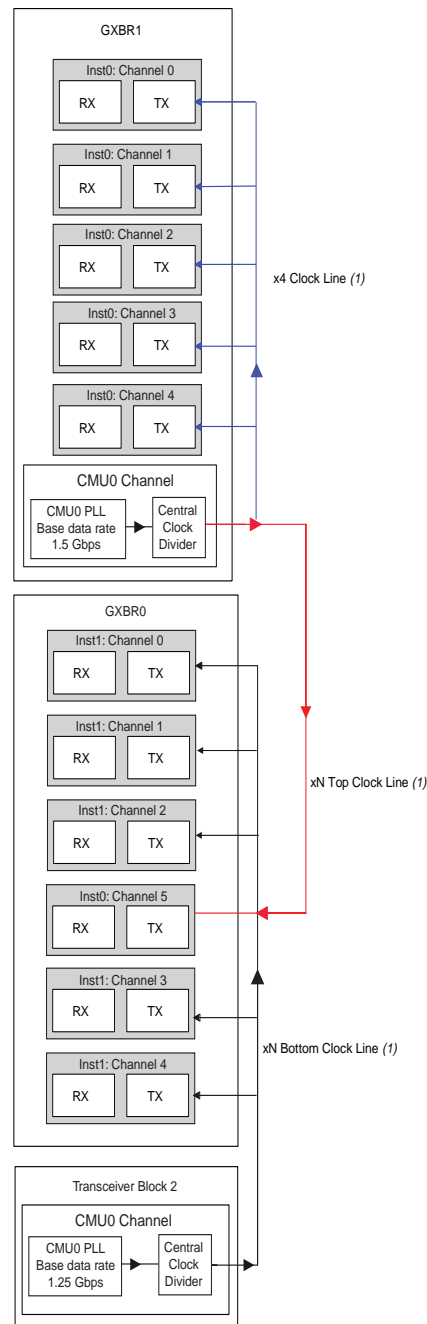 GXBR1
Inst0: Channel 0
RX
TX
Inst0: Channel 1
RX
TX
Inst0: Channel 2
RX
TX
x4 Clock Line (1)
Inst0: Channel 3
RX
TX
Inst0: Channel 4
RX
TX
CMU0 Channel
CMU0 PLL
Base data rate
1.5 Gbps
Central
Clock
Divider
GXBR0
Inst1: Channel 0
RX
TX
Inst1: Channel 1
RX
TX
xN Top Clock Line (1)
Inst1: Channel 2
RX
TX
Inst0: Channel 5
RX
TX
Inst1: Channel 3
RX
TX
xN Bottom Clock Line (1)
Inst1: Channel 4
RX
TX
Transceiver Block 2
CMU0 Channel
CMU0 PLL
Base data rate
1.25 Gbps
Central
Clock
Divider